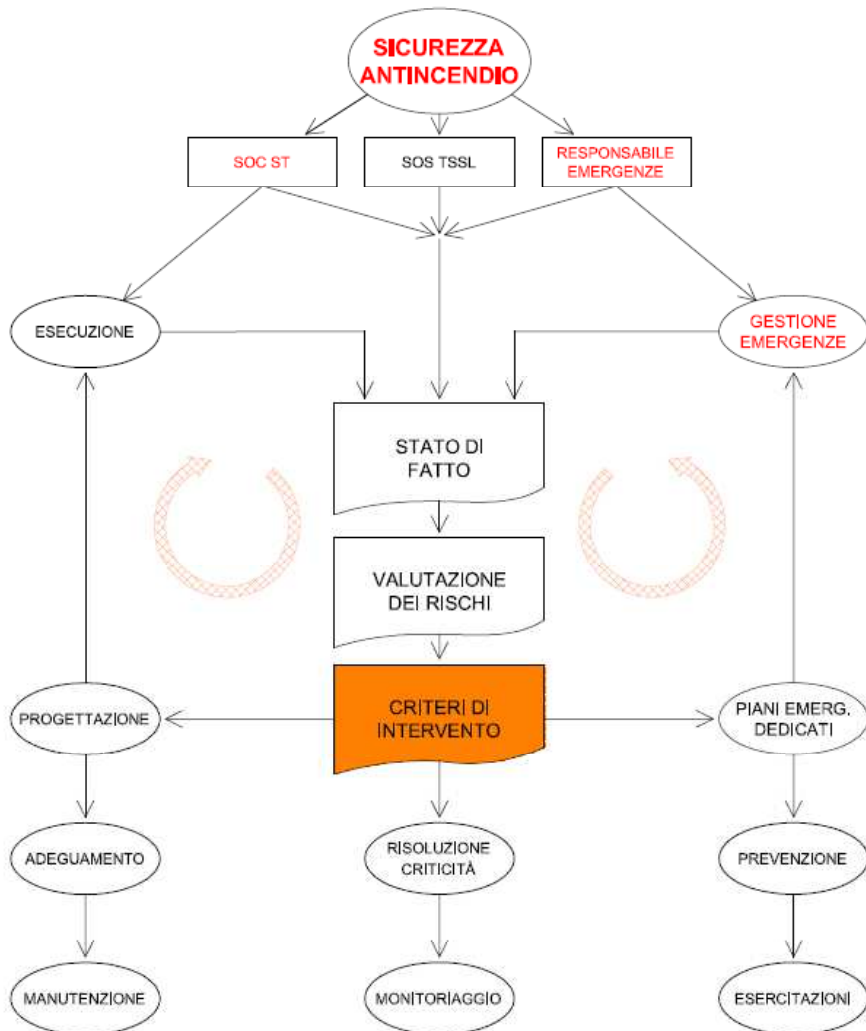 SICUREZZA
ANTINCENDIO
SOC ST
SOS TSSL
RESPONSABILE
EMERGENZE
ESECUZIONE
GESTIONE
EMERGENZE
STATO DI
FATTO
VALUTAZIONE
DEI RISCHI
PROGETTAZIONE
CRITERI DI
INTERVENTO
PIANI EMERG.
DEDICATI
ADEGUAMENTO
RISOLUZIONE
CRITICITÀ
PREVENZIONE
MANUTENZIONE
MONITORIAGGIO
ESERCITAZIONI